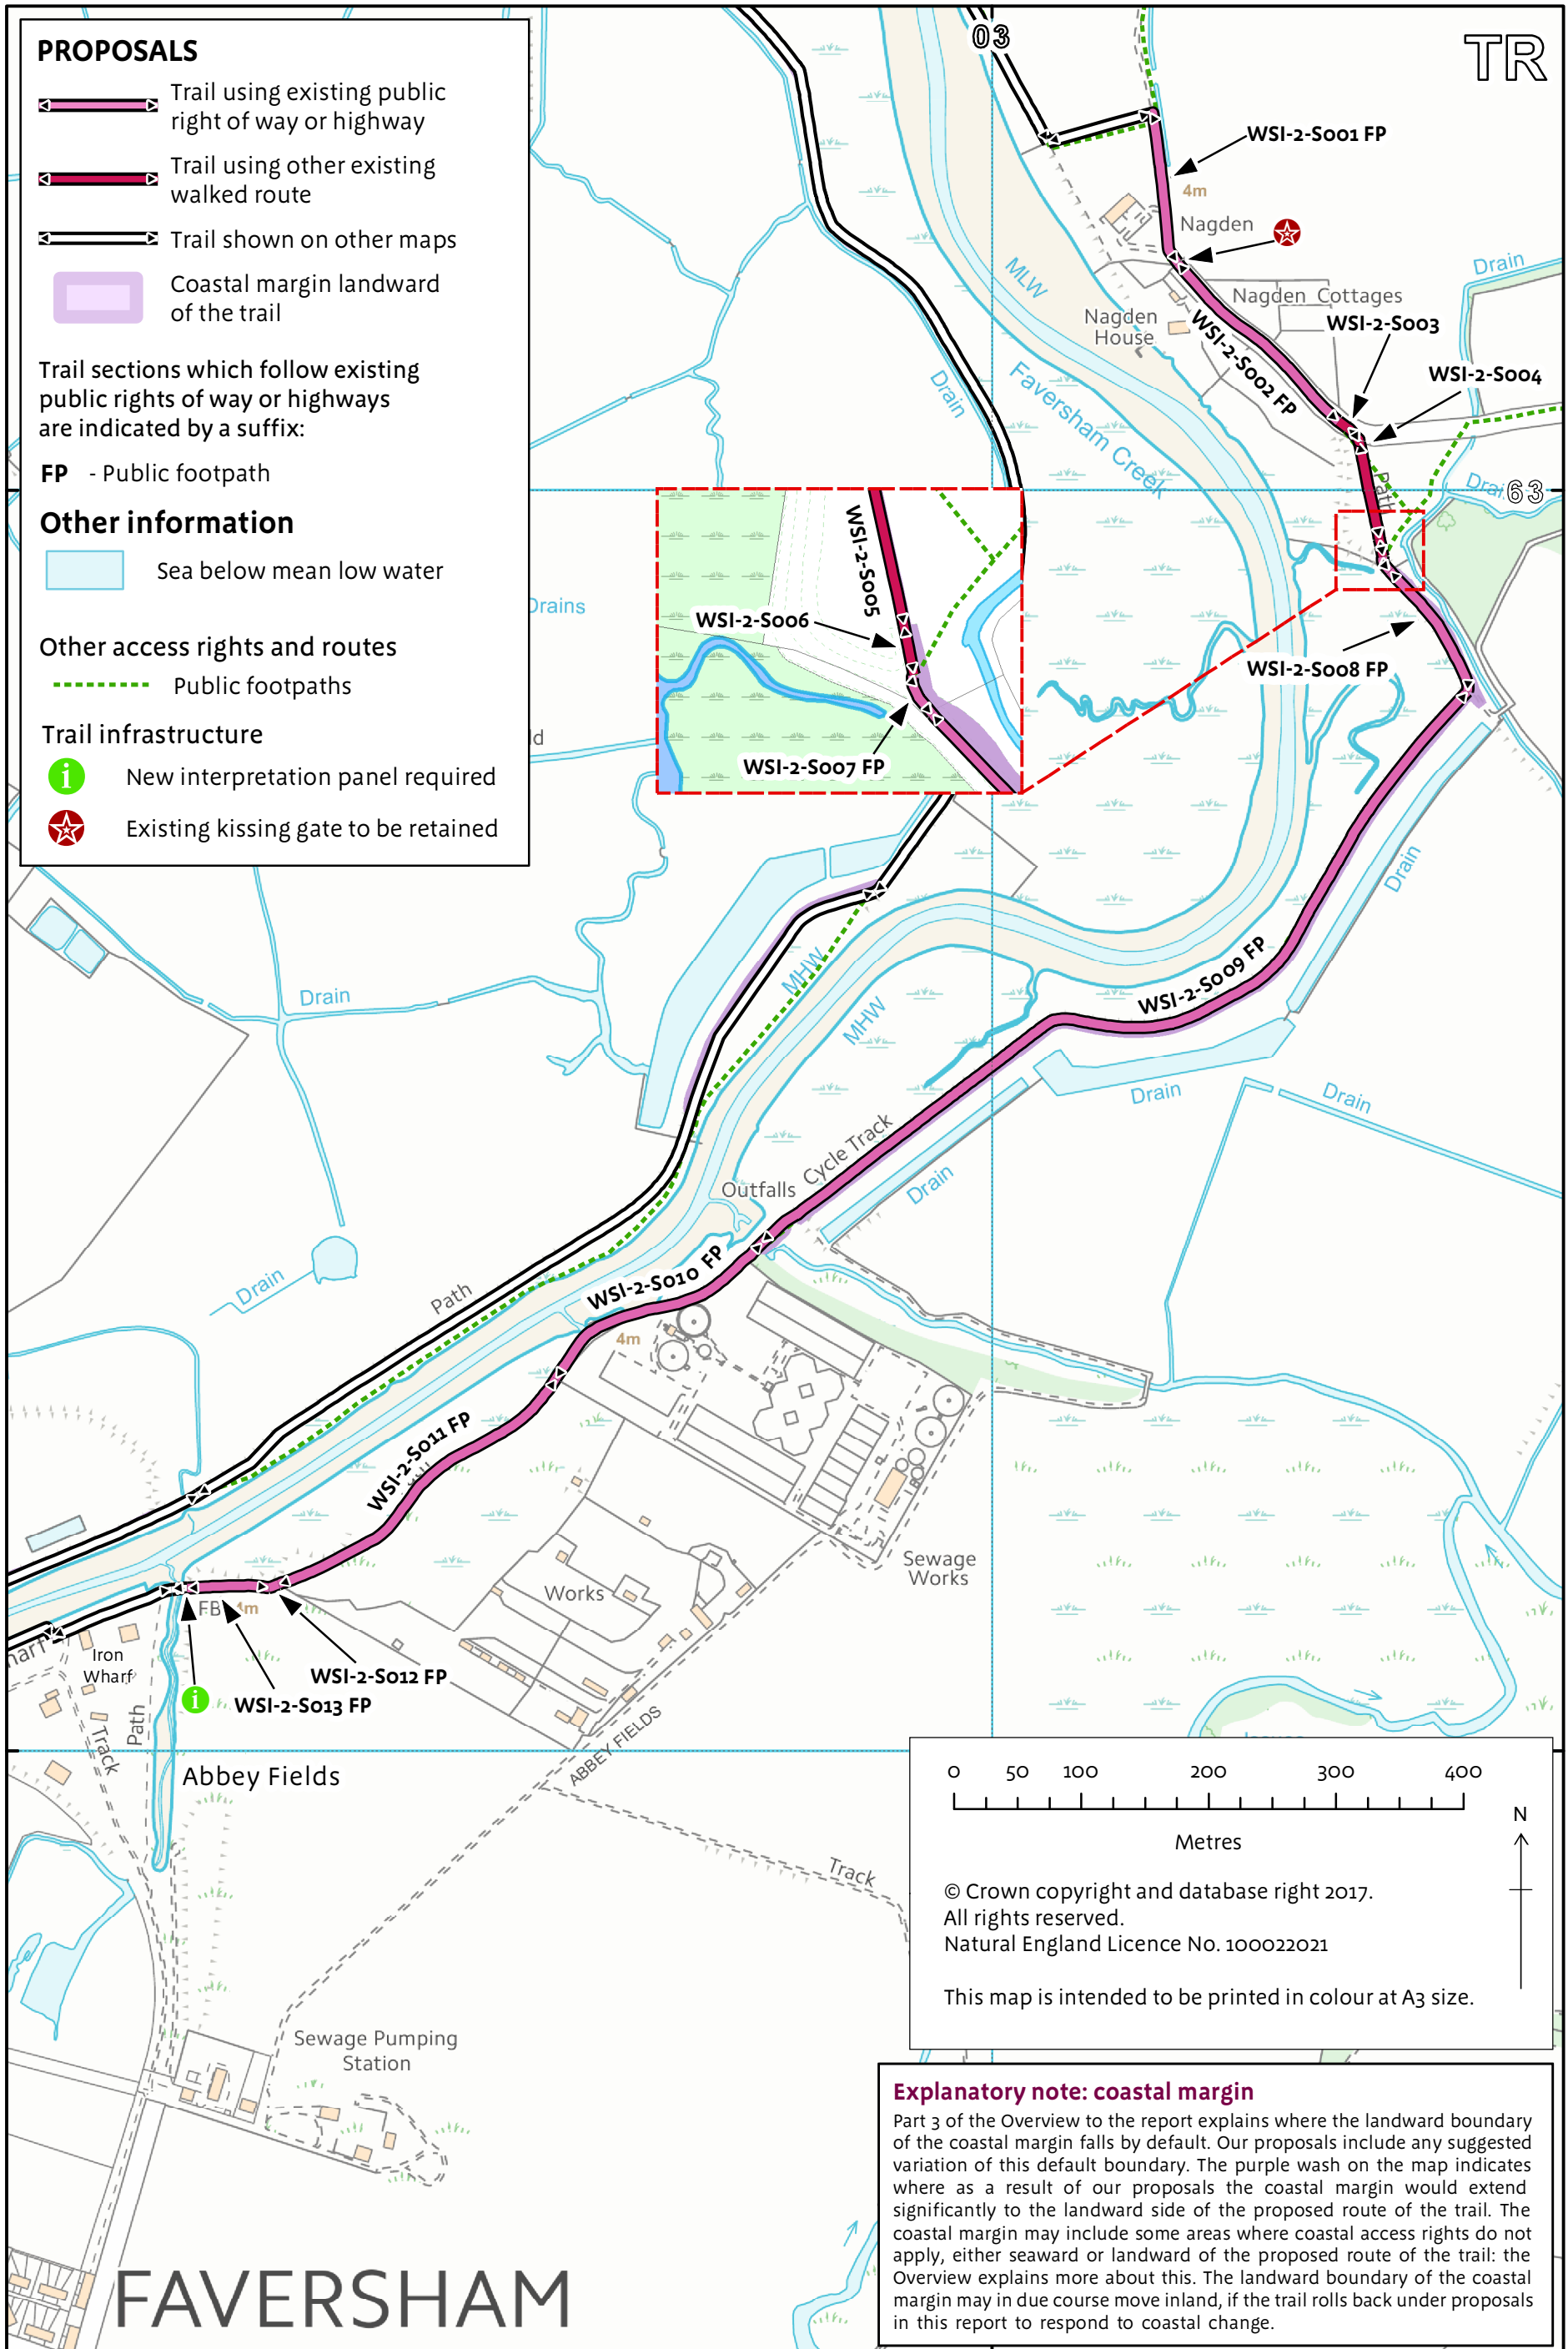 PROPOSALS
Trail using existing public
right of way or highway
Trail using other existing
walked route
Trail shown on other maps
Coastal margin landward
of the trail
Trail sections which follow existing
public rights of way or highways
are indicated by a suffix:
FP - Public footpath
Other information
Sea below mean low water
Other access rights and routes
Public footpaths
Trail infrastructure
i New interpretation panel required
Existing kissing gate to be retained
03
TR
WSI-2-S001 FP
4m
Nagden
Drain
MLW
Nagden Cottages
Nagden
House
WSI-2-S002 FP
WSI-2-S003
WSI-2-S004
Drain
Faversham Creek
Path
63
WSI-2-S005
Drains
WSI-2-S006
WSI-2-S008 FP
WSI-2-S007 FP
ld
Drain
MHW
WSI-2-S009 FP
Drain
MHW
Drain
Drain
Cycle Track
Outfalls
Drain
Drain
Path
WSI-2-S010 FP
4m
WSI-2-S011 FP
Sewage
Works
Works
FB
4m
Iron
Wharf
WSI-2-S012 FP
i
WSI-2-S013 FP
Path
Track
ABBEY FIELDS
Abbey Fields
Track
Sewage Pumping
Station
FAVERSHAM
0 50 100 200 300 400
Metres
N
© Crown copyright and database right 2017.
All rights reserved.
Natural England Licence No. 100022021
This map is intended to be printed in colour at A3 size.
Explanatory note: coastal margin
Part 3 of the Overview to the report explains where the landward boundary
of the coastal margin falls by default. Our proposals include any suggested
variation of this default boundary. The purple wash on the map indicates
where as a result of our proposals the coastal margin would extend
significantly to the landward side of the proposed route of the trail. The
coastal margin may include some areas where coastal access rights do not
apply, either seaward or landward of the proposed route of the trail: the
Overview explains more about this. The landward boundary of the coastal
margin may in due course move inland, if the trail rolls back under proposals
in this report to respond to coastal change.